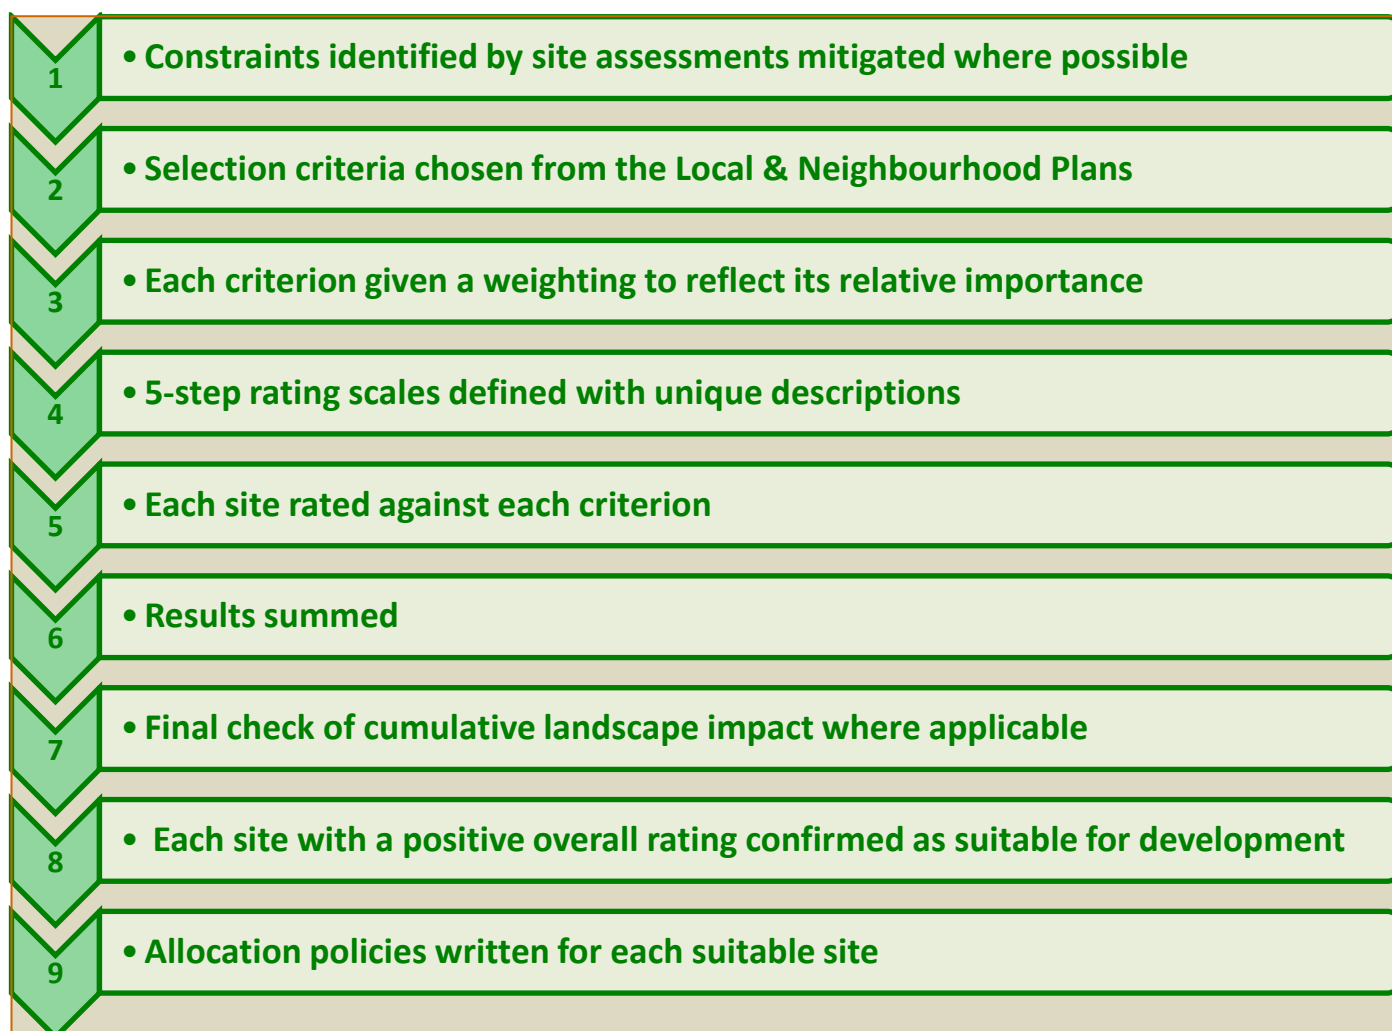 1
• Constraints identified by site assessments mitigated where possible
2
• Selection criteria chosen from the Local & Neighbourhood Plans
3
• Each criterion given a weighting to reflect its relative importance
4
• 5-step rating scales defined with unique descriptions
5
• Each site rated against each criterion
6
• Results summed
7
• Final check of cumulative landscape impact where applicable
8
• Each site with a positive overall rating confirmed as suitable for development
9
• Allocation policies written for each suitable site